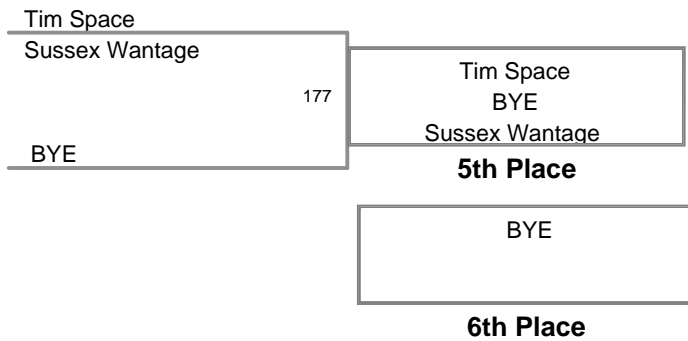 Tim Space
Sussex Wantage
177
BYE
Tim Space
BYE
Sussex Wantage
5th Place
BYE
6th Place